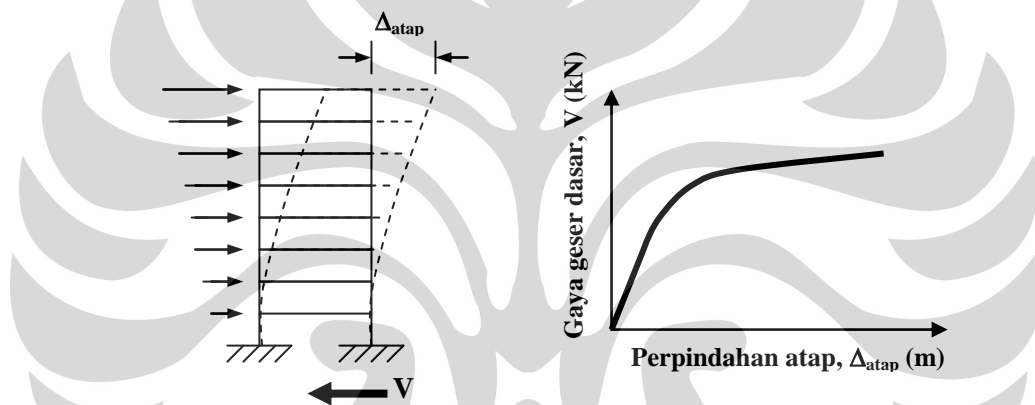 Δatap
V
Gaya geser dasar, V (kN)
Perpindahan atap, Δatap (m)